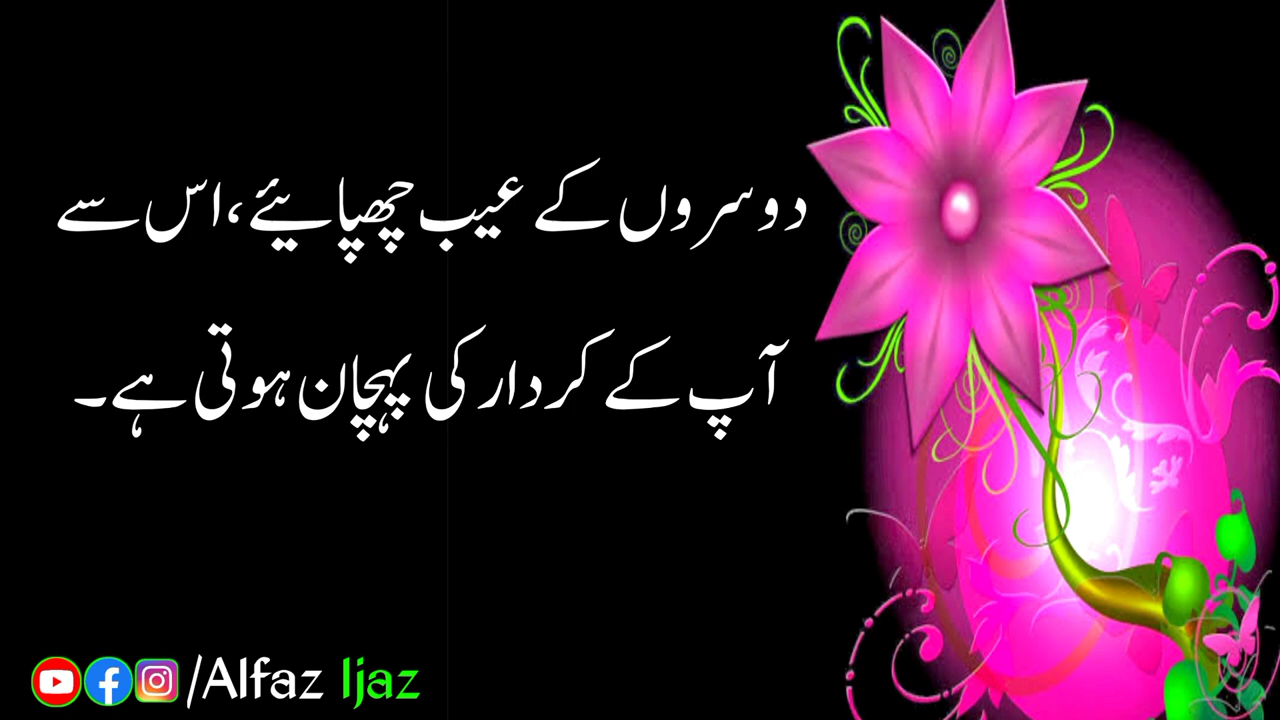 دوسروں کے عیب چھپایئے،اس سے
آپ کے کردار کی پہچان ہوتی ہے۔
/Alfaz Ijaz